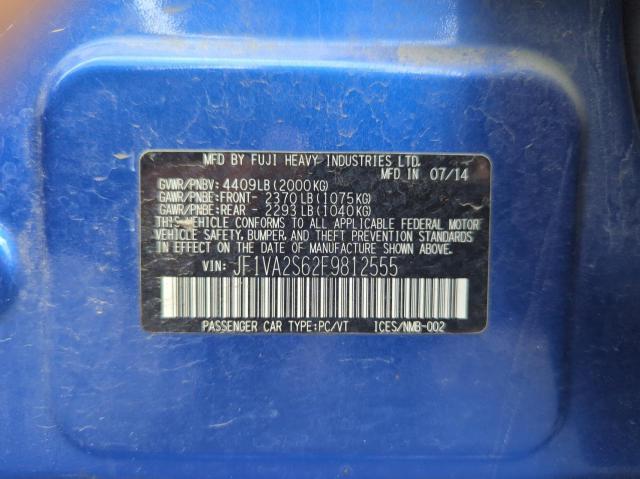 MFD BY FUJI HEAVY INDUSTRIES LTD.
MFD IN 07/14
GVWR/PNBV: 4409LB (2000KG)
GAWR/PNBE:FRONT- 2370LB (1075KG)
GAWR/PNBE:REAR - 2293LB (1040KG)
THIS VEHICLE CONFORMS TO ALL APPLICABLE FEDERAL MOTOR
VEHICLE SAFETY, BUMPER, AND THEFT PREVENTION STANDARDS
IN EFFECT ON THE DATE OF MANUFACTURE SHOWN ABOVE.
VIN: JF1VA2S62F9812555
PASSENGER CAR TYPE:PC/VT ICES/NMB-002